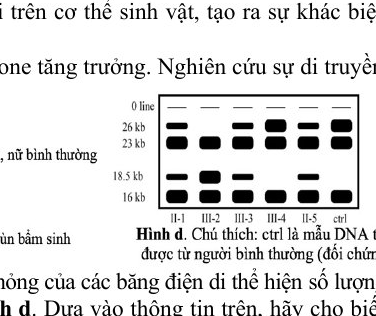 i trên cơ thể sinh vật, tạo ra sự khác biệ
one tăng trưởng. Nghiên cứu sự di truyề
0 line
26 kb
23 kb
, nữ bình thường
18.5 kb
16 kb
II-1 III-2 III-3 III-4 II-5 ctrl
ùn bẩm sinh
Hình d. Chú thích: ctrl là mẫu DNA t
được từ người bình thường (đối chứn
hỏng của các băng điện di thể hiện số lượn
h d. Dựa vào thông tin trên, hãy cho biế